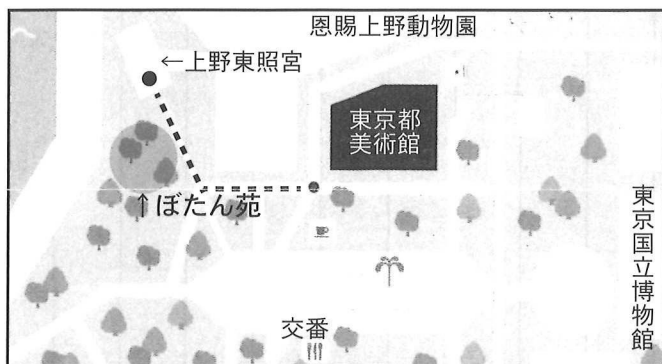 恩賜上野動物園
←上野東照宮
東京都
美術館
↑ぼたん苑
東京国立博物館
交番